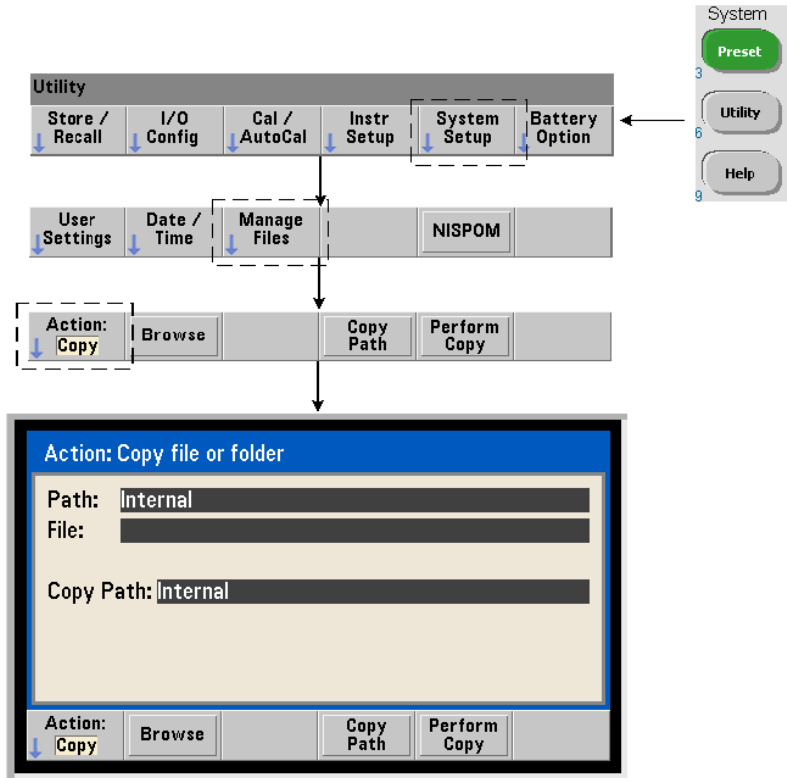 System
Preset
3
Utility
6
Help
9
Utility
Store / Recall
I/O Config
Cal / AutoCal
Instr Setup
System Setup
Battery Option
User Settings
Date / Time
Manage Files
NISPOM
Action: Copy
Browse
Copy Path
Perform Copy
Action: Copy file or folder
Path: Internal
File:
Copy Path: Internal
Action: Copy
Browse
Copy Path
Perform Copy